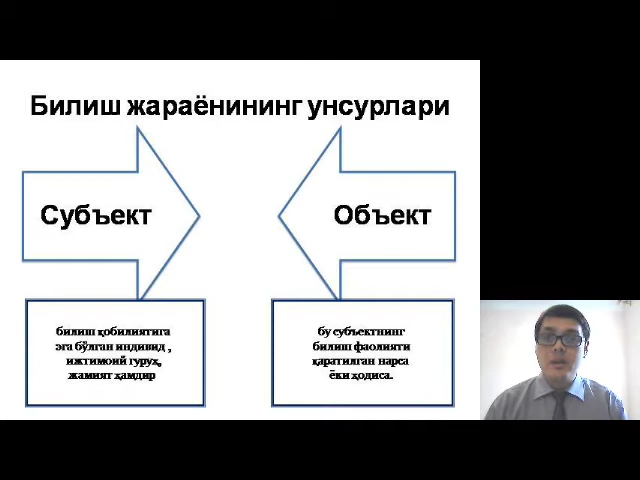 Билиш жараёнининг унсурлари
Субъект
Объект
билиш қобилиятига
эга бўлган индивид ,
ижтимоий гуруҳ,
жамият ҳамдир
бу субъектнинг
билиш фаолияти
қаратилган нарса
ёки ҳодиса.